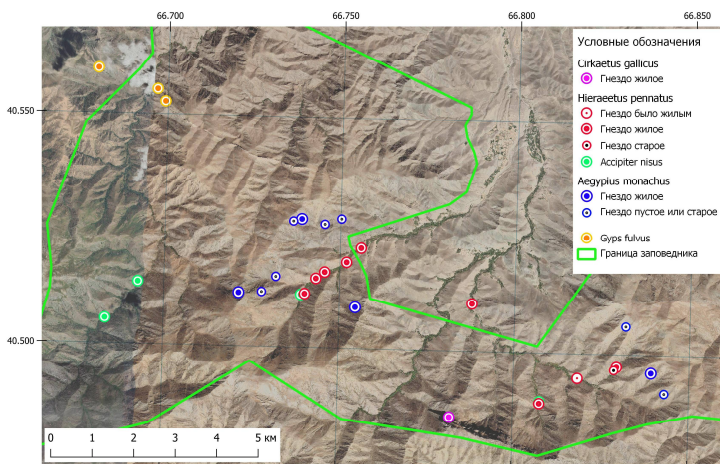 66.700 66.750 66.800 66.850
40.550
40.500
Условные обозначения
Cirkaetus gallicus
Гнездо жилое
Hieraeetus pennatus
Гнездо было жилым
Гнездо жилое
Гнездо старое
Accipiter nisus
Aegypius monachus
Гнездо жилое
Гнездо пустое или старое
Gyps fulvus
Граница заповедника
0 1 2 3 4 5 км